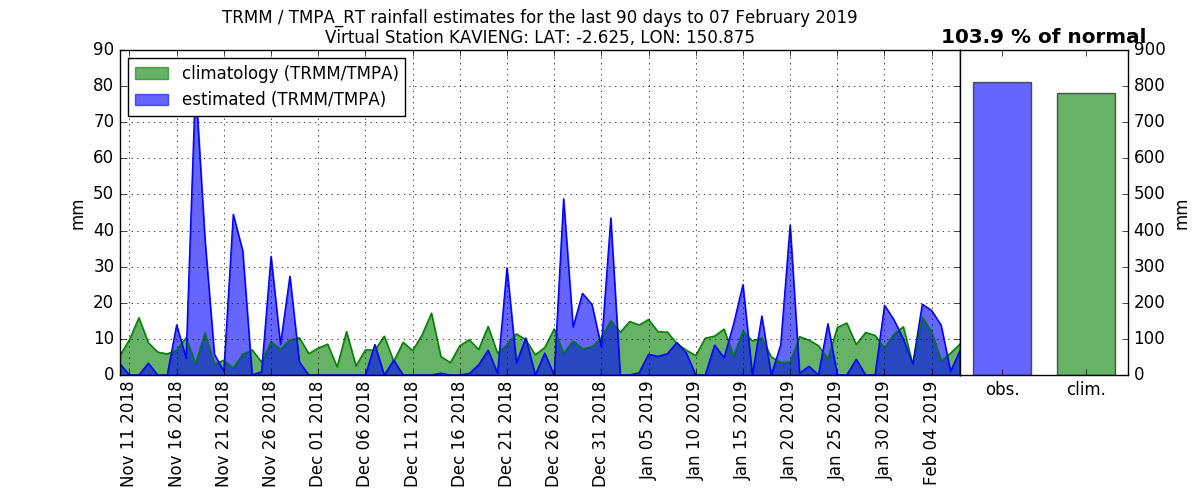 TRMM / TMPA_RT rainfall estimates for the last 90 days to 07 February 2019
Virtual Station KAVIENG: LAT: -2.625, LON: 150.875
103.9 % of normal
climatology (TRMM/TMPA)
estimated (TRMM/TMPA)
90
80
70
60
50
40
30
20
10
0
mm
Nov 11 2018
Nov 16 2018
Nov 21 2018
Nov 26 2018
Dec 01 2018
Dec 06 2018
Dec 11 2018
Dec 16 2018
Dec 21 2018
Dec 26 2018
Dec 31 2018
Jan 05 2019
Jan 10 2019
Jan 15 2019
Jan 20 2019
Jan 25 2019
Jan 30 2019
Feb 04 2019
obs.
clim.
900
800
700
600
500
400
300
200
100
0
mm